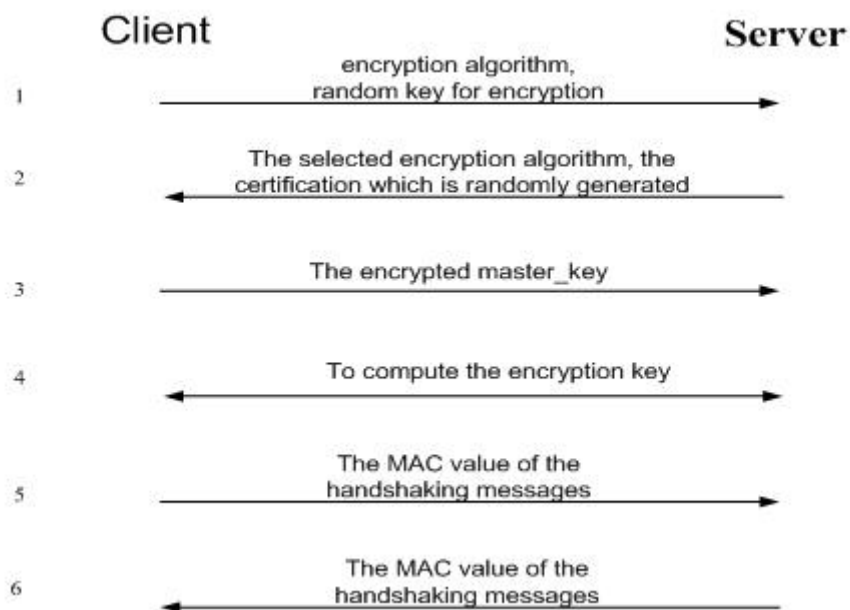 Client Server
encryption algorithm,
1 random key for encryption
The selected encryption algorithm, the
2 certification which is randomly generated
3 The encrypted master_key
4 To compute the encryption key
The MAC value of the
5 handshaking messages
The MAC value of the
6 handshaking messages